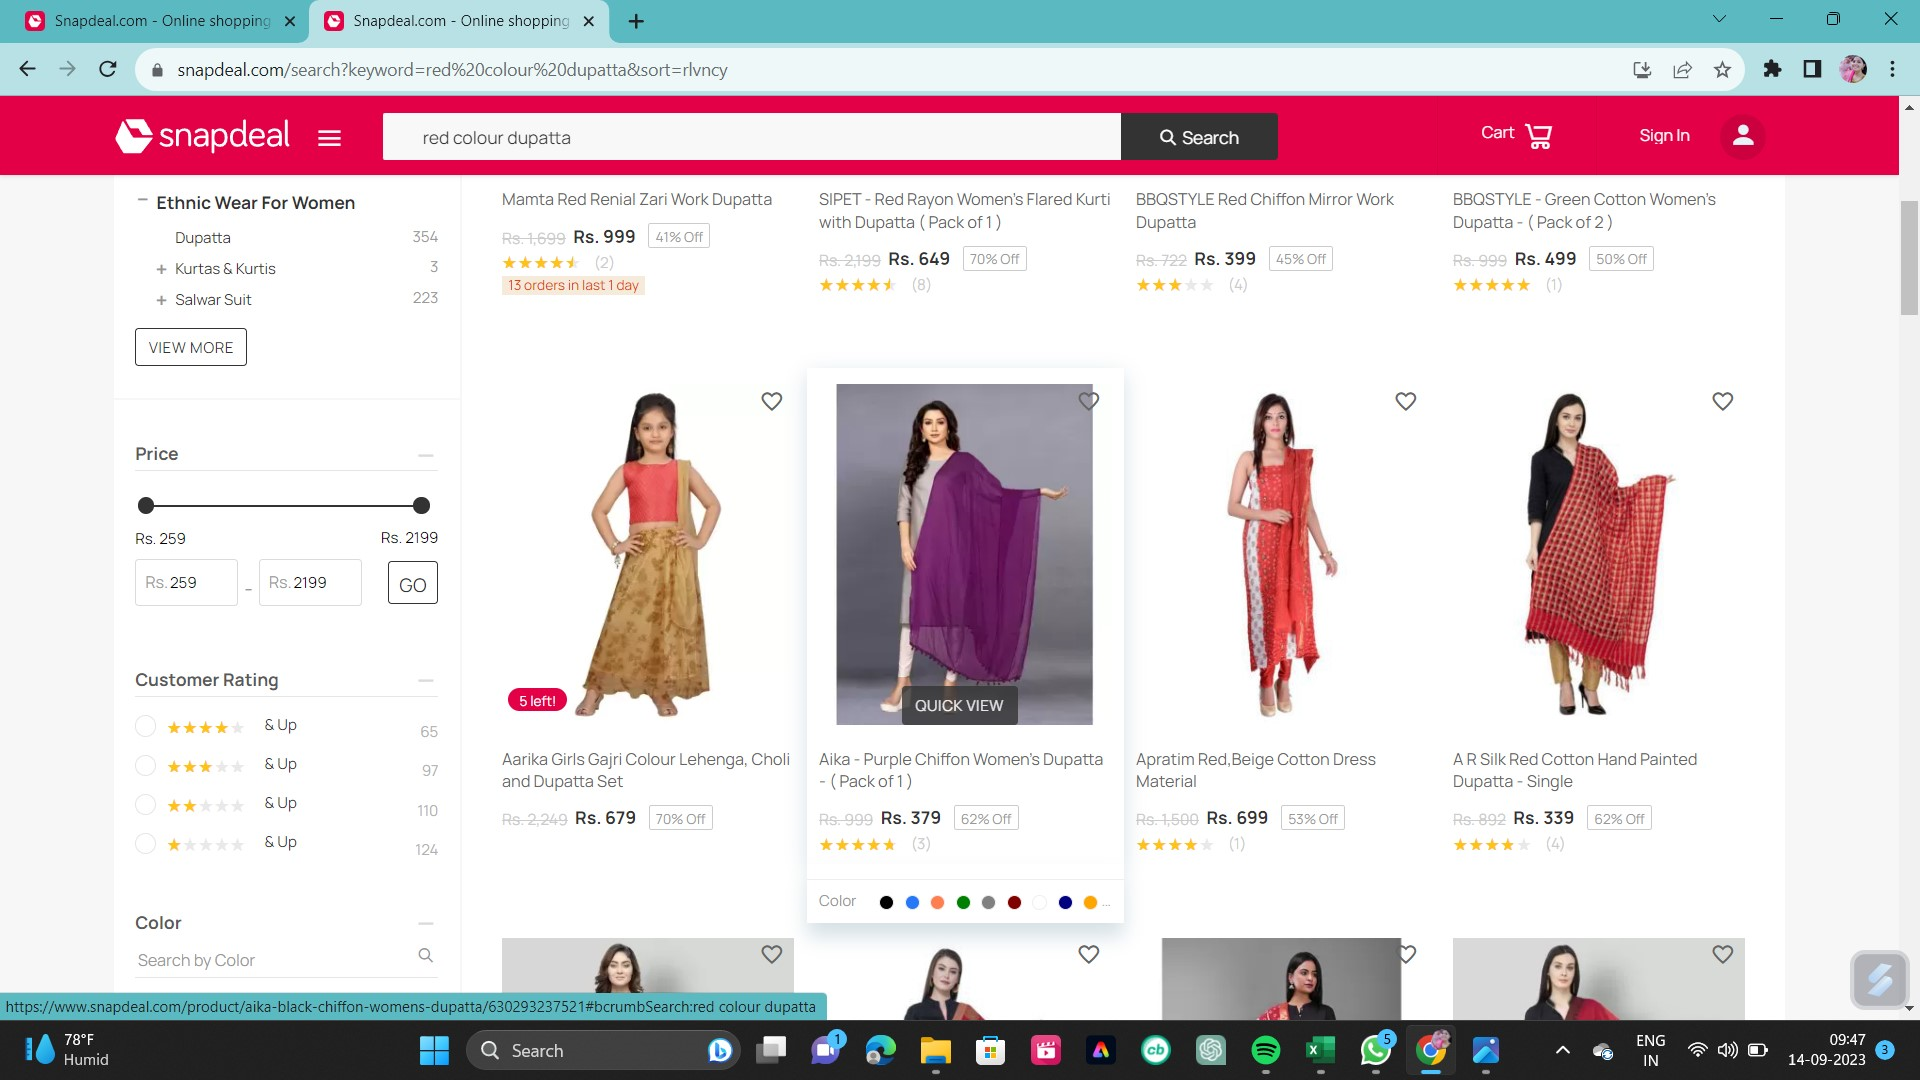 Snapdeal.com - Online shopping
Snapdeal.com - Online shopping
snapdeal.com/search?keyword=red%20colour%20dupatta&sort=rlvncy
snapdeal
red colour dupatta
Search
Cart
Sign In
Ethnic Wear For Women
Dupatta 354
Kurtas & Kurtis 3
Salwar Suit 223
VIEW MORE
Price
Rs. 259 Rs. 2199
Rs. 259 - Rs. 2199 GO
Customer Rating
& Up 65
& Up 97
& Up 110
& Up 124
Color
Search by Color
Mamta Red Renial Zari Work Dupatta
Rs. 1,699 Rs. 999 41% Off
(2)
13 orders in last 1 day
SIPET - Red Rayon Women's Flared Kurti
with Dupatta ( Pack of 1 )
Rs. 2,199 Rs. 649 70% Off
(8)
BBQSTYLE Red Chiffon Mirror Work
Dupatta
Rs. 722 Rs. 399 45% Off
(4)
BBQSTYLE - Green Cotton Women's
Dupatta - ( Pack of 2 )
Rs. 999 Rs. 499 50% Off
(1)
5 left!
Aarika Girls Gajri Colour Lehenga, Choli
and Dupatta Set
Rs. 2,249 Rs. 679 70% Off
QUICK VIEW
Aika - Purple Chiffon Women's Dupatta
- ( Pack of 1 )
Rs. 999 Rs. 379 62% Off
(3)
Color ...
Apratim Red,Beige Cotton Dress
Material
Rs. 1,500 Rs. 699 53% Off
(1)
A R Silk Red Cotton Hand Painted
Dupatta - Single
Rs. 892 Rs. 339 62% Off
(4)
https://www.snapdeal.com/product/aika-black-chiffon-womens-dupatta/630293237521#bcrumbSearch:red colour dupatta
78°F
Humid
Search
1
cb
5
ENG
IN
09:47
14-09-2023
3